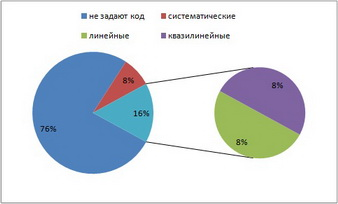 не задают код систематические
линейные квазилинейные
8%
8%
16%
76%
8%